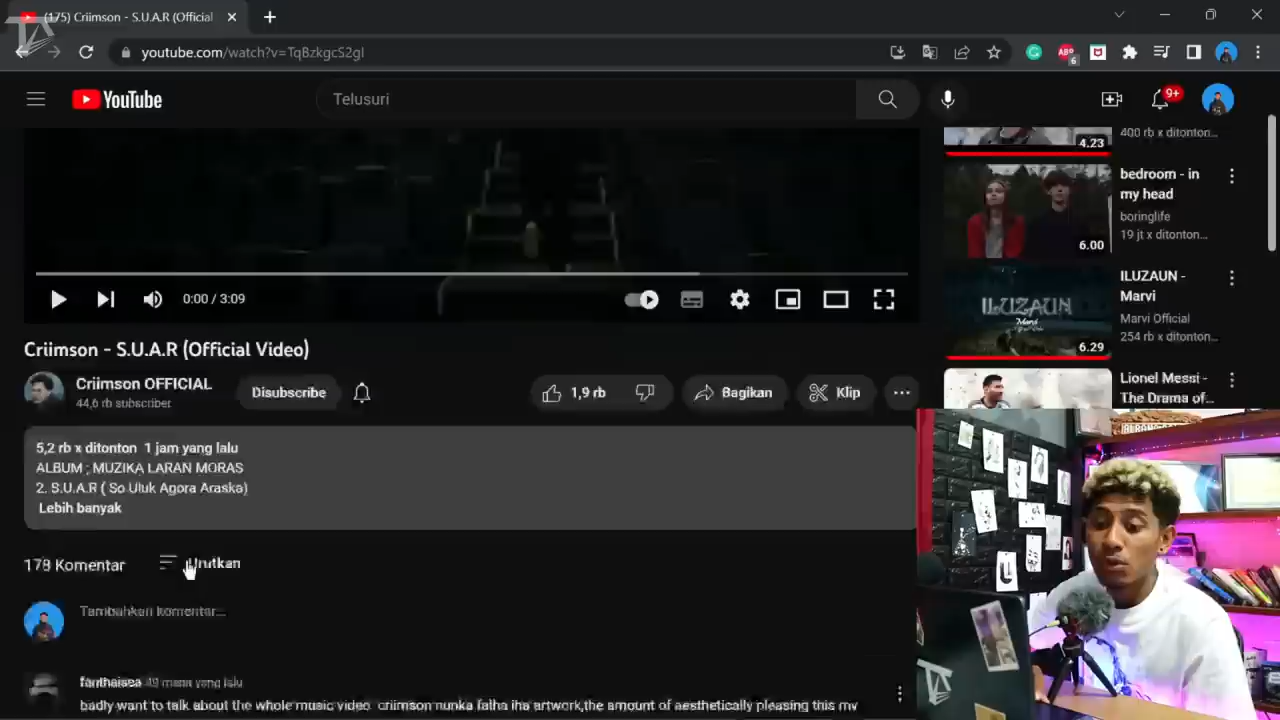 (175) Criimson - S.U.A.R (Official
youtube.com/watch?v=TqBzkgcS2gI
6
YouTube
Telusuri
9+
4.23
400 rb x ditonton...
bedroom - in
my head
boringlife
19 jt x ditonton...
6.00
ILUZAUN -
Marvi
Marvi Official
254 rb x ditonton...
ILUZAUN
Marvi
6.29
Lionel Messi -
The Drama of...
0:00 / 3:09
Criimson - S.U.A.R (Official Video)
Criimson OFFICIAL
44,6 rb subscriber
Disubscribe
1,9 rb
Bagikan
Klip
5,2 rb x ditonton 1 jam yang lalu
ALBUM ; MUZIKA LARAN MORAS
2. S.U.A.R ( So Uluk Agora Araska)
Lebih banyak
Komentar
Urutkan
Tambahkan komentar...
yang lalu
badly want to talk about the whole music video criimson nunka falha iha artwork,the amount of aesthetically pleasing this mv